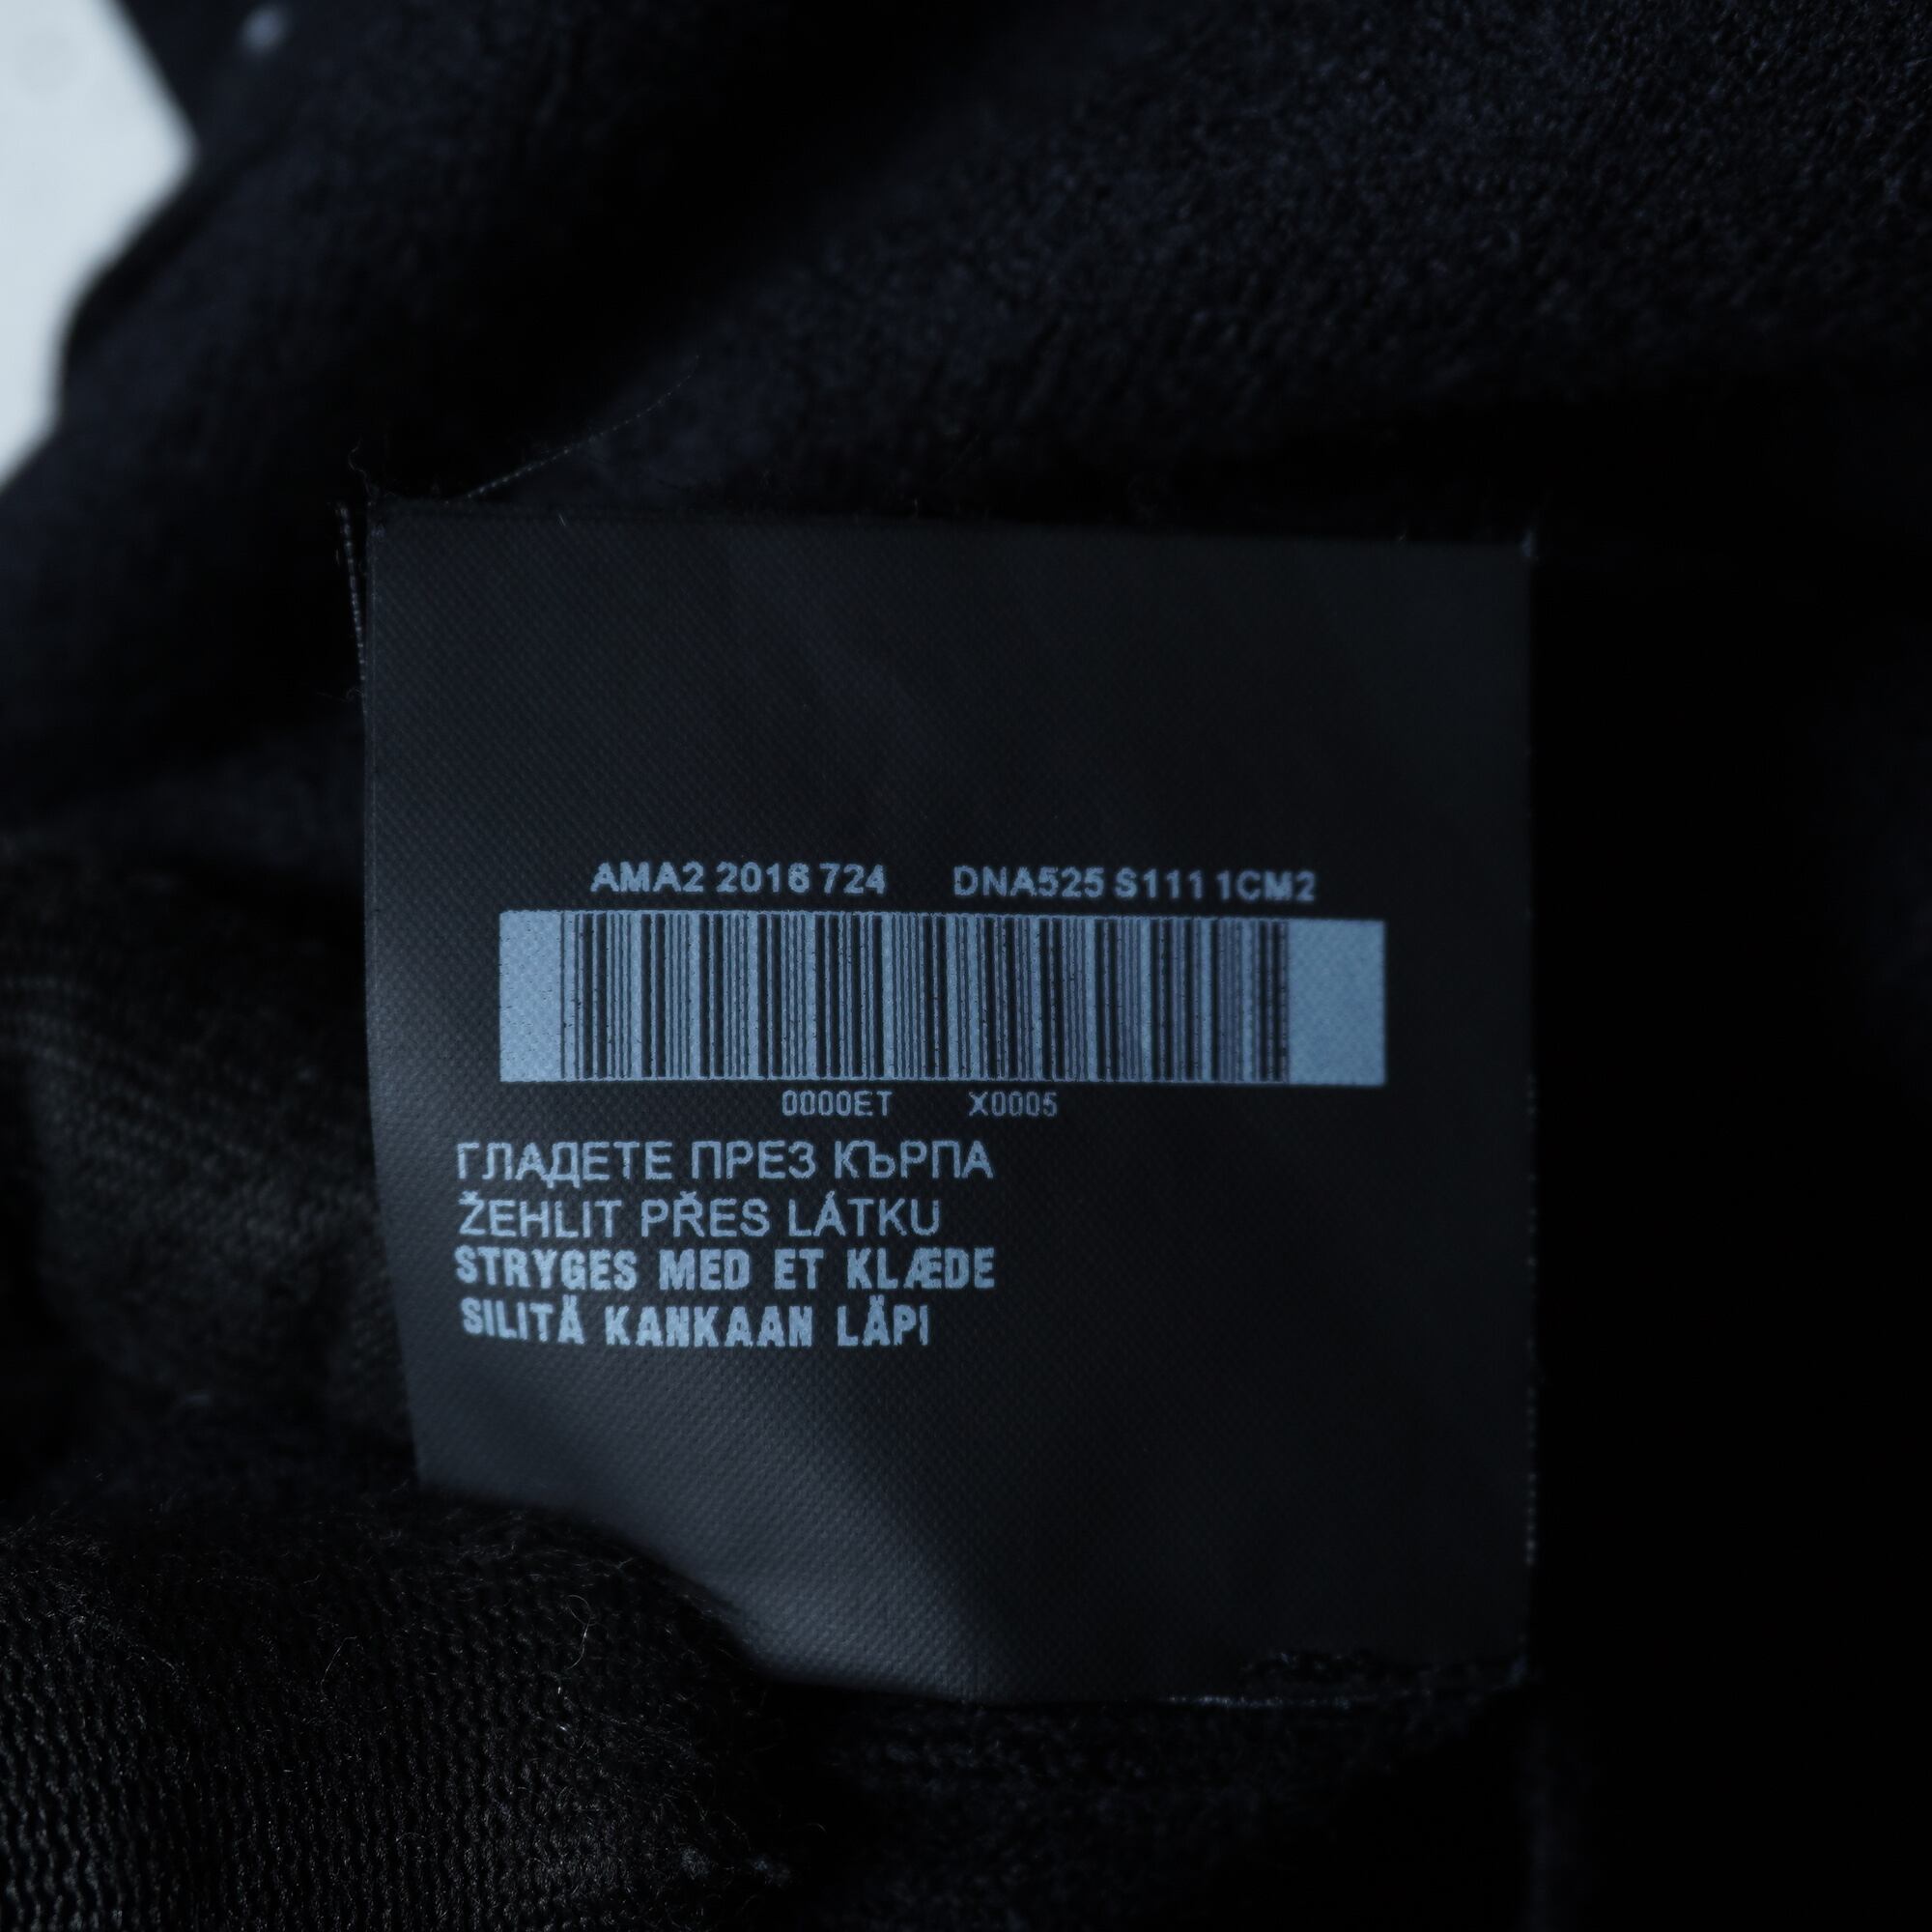 AMA2 2016 724 DNA525 S111 1CM2
0000ET X0005
ГЛАДЕТЕ ПРЕЗ КЪРПА
ŽEHLIT PŘES LÁTKU
STRYGES MED ET KLÆDE
SILITÄ KANKAAN LÄPI